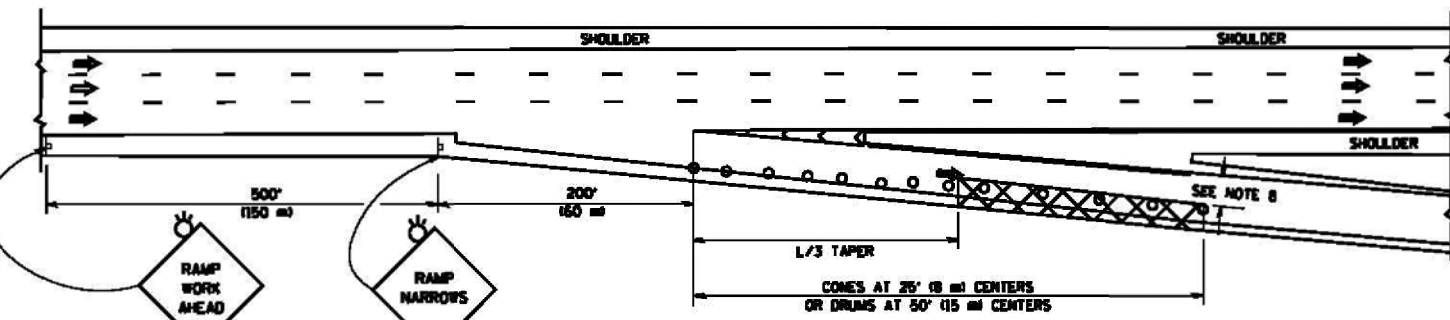 SHOULDER
SHOULDER
SHOULDER
500'
(150 m)
200'
(60 m)
SEE NOTE 8
L/3 TAPER
RAMP
WORK
AHEAD
RAMP
NARROWS
CONES AT 25' (8 m) CENTERS
OR DRUMS AT 50' (15 m) CENTERS